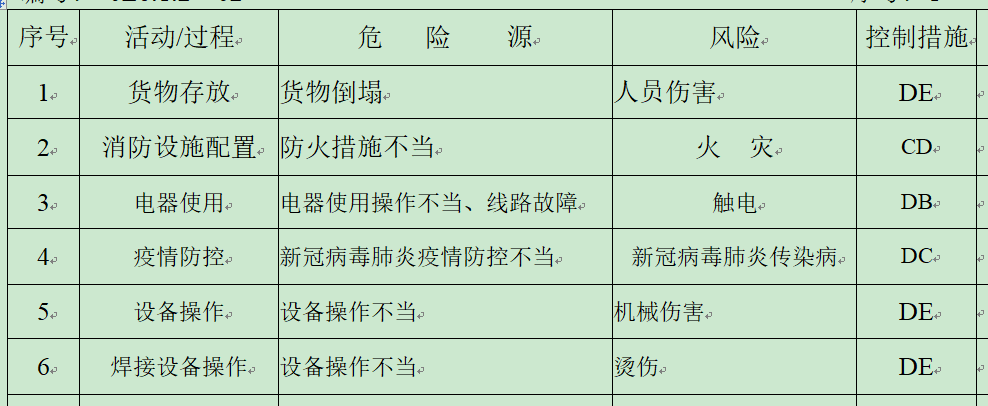 序号 活动/过程 危 险 源 风险 控制措施
1 货物存放 货物倒塌 人员伤害 DE
2 消防设施配置 防火措施不当 火 灾 CD
3 电器使用 电器使用操作不当、线路故障 触电 DB
4 疫情防控 新冠病毒肺炎疫情防控不当 新冠病毒肺炎传染病 DC
5 设备操作 设备操作不当 机械伤害 DE
6 焊接设备操作 设备操作不当 烫伤 DE